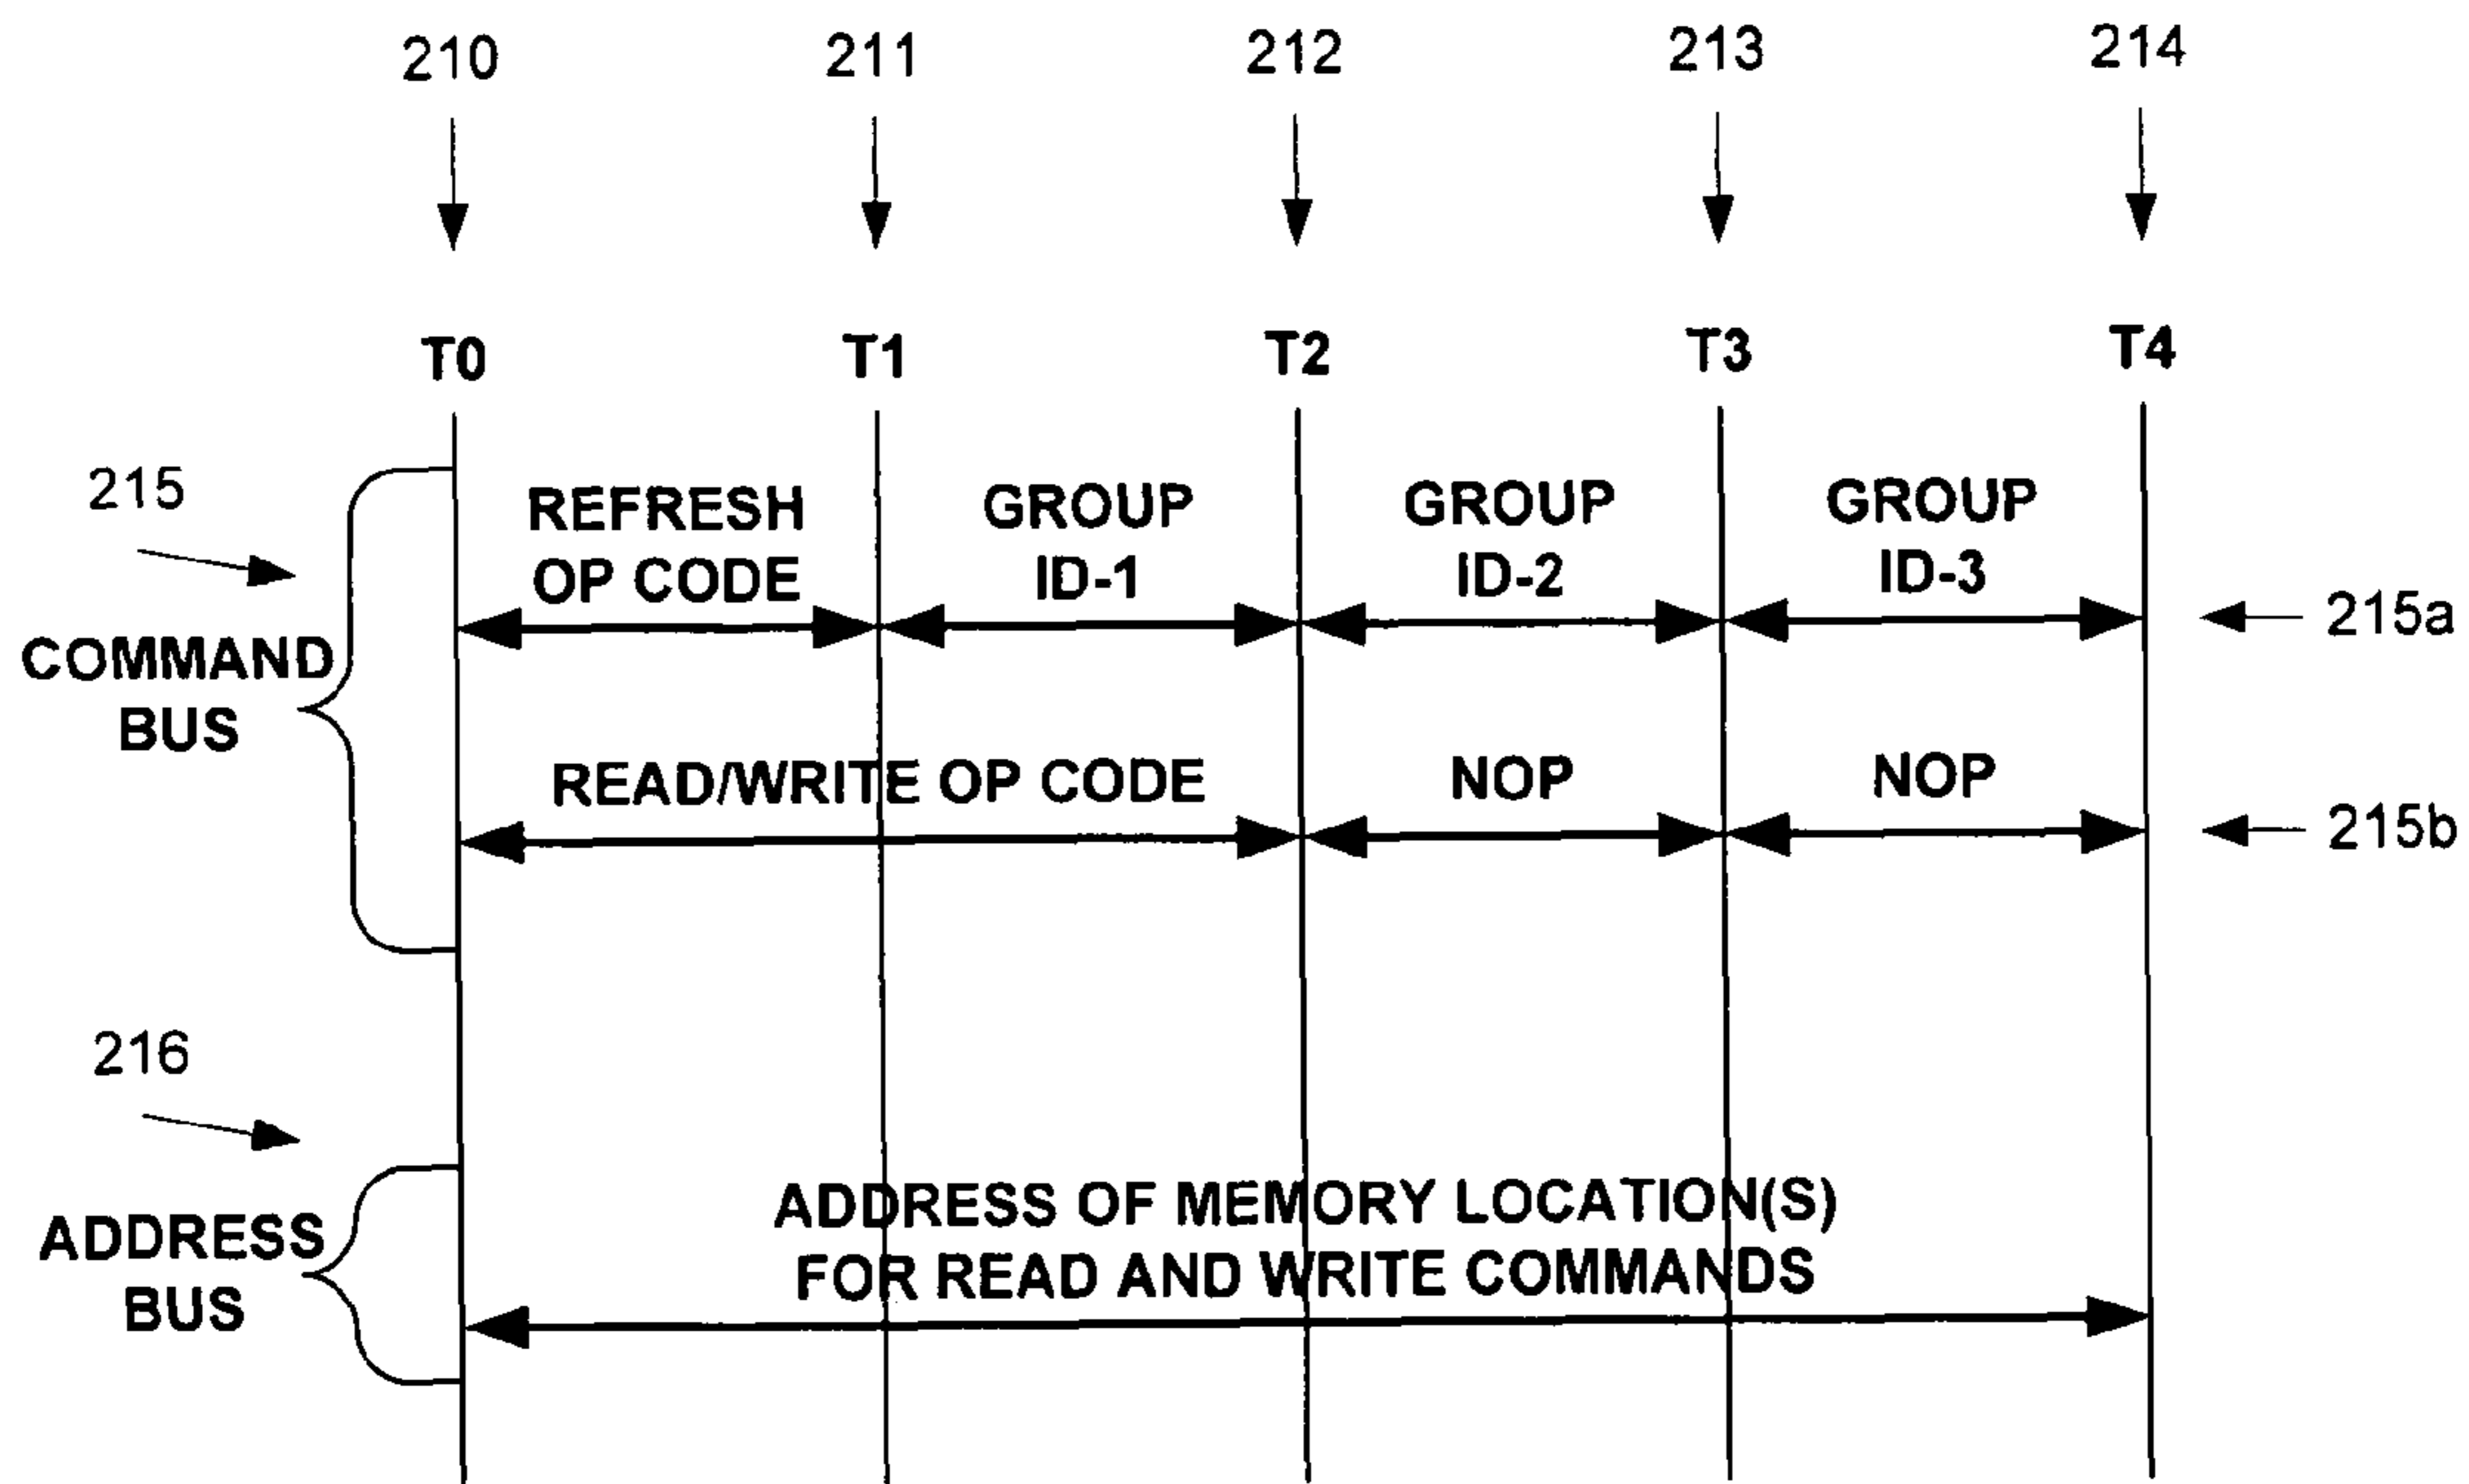 210 211 212 213 214
T0 T1 T2 T3 T4
215
REFRESH GROUP GROUP GROUP
OP CODE ID-1 ID-2 ID-3
215a
COMMAND
BUS
READ/WRITE OP CODE NOP NOP
215b
216
ADDRESS OF MEMORY LOCATION(S)
FOR READ AND WRITE COMMANDS
ADDRESS
BUS